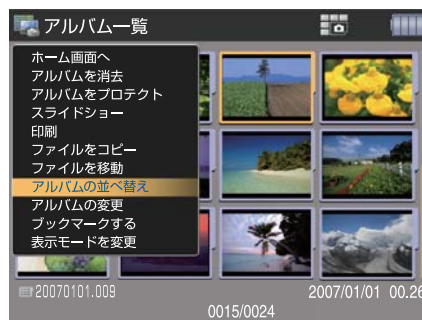 アルバム一覧
ホーム画面へ
アルバムを消去
アルバムをプロテクト
スライドショー
印刷
ファイルをコピー
ファイルを移動
アルバムの並べ替え
アルバムの変更
ブックマークする
表示モードを変更
20070101.009 2007/01/01 00.26
0015/0024